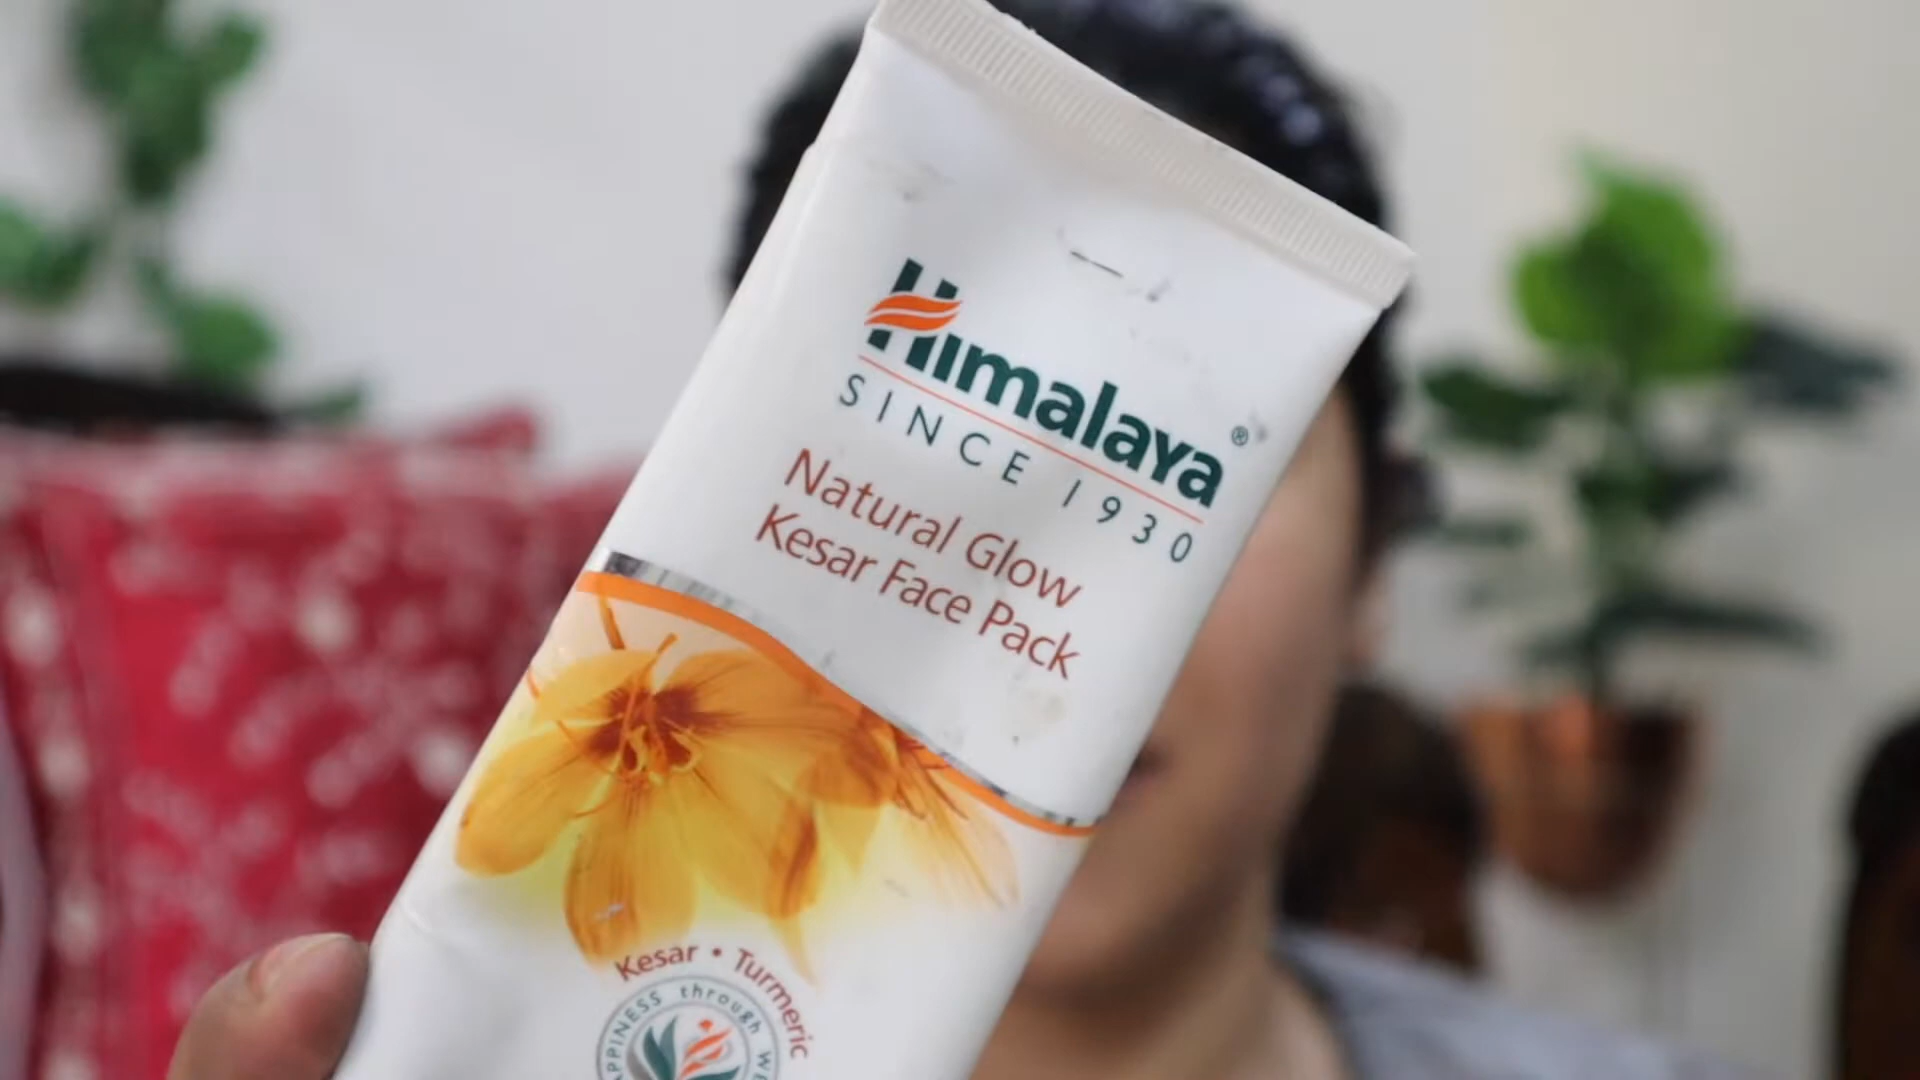 Himalaya®
SINCE 1930
Natural Glow
Kesar Face Pack
Kesar • Turmeric
through